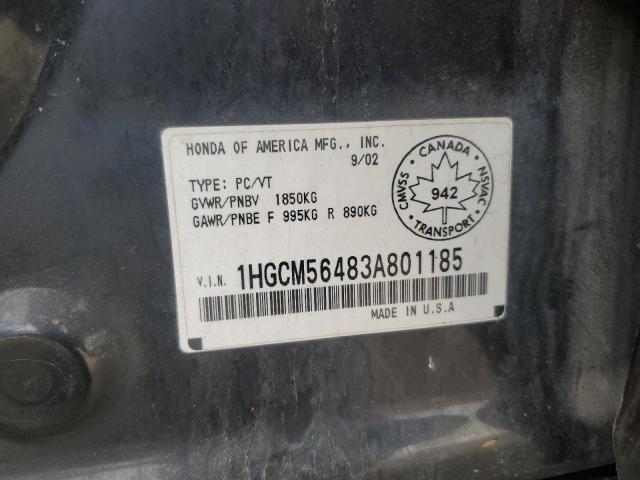 HONDA OF AMERICA MFG., INC.
9/02
TYPE: PC/VT
GVWR/PNBV 1850KG
GAWR/PNBE F 995KG R 890KG
CANADA
CMVSS
NSVAC
942
TRANSPORT
V.I.N. 1HGCM56483A801185
MADE IN U.S.A